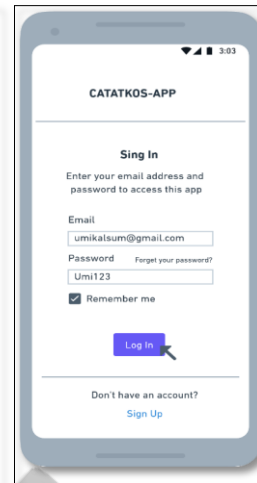 3:03
CATATKOS-APP
Sing In
Enter your email address and
password to access this app
Email
umikalsum@gmail.com
Password Forget your password?
Umi123
Remember me
Log In
Don't have an account?
Sign Up